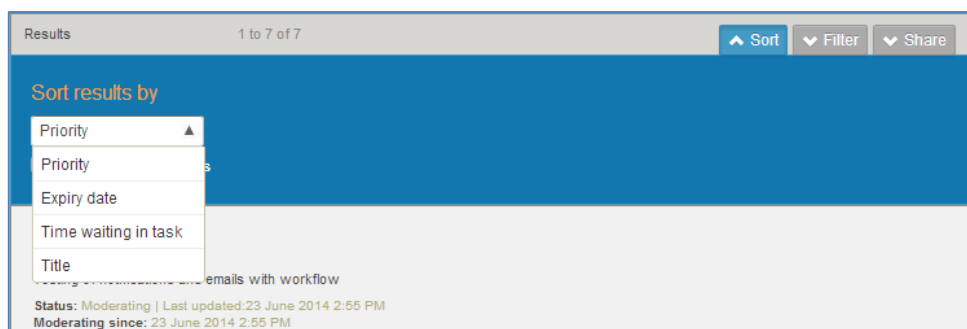 Results 1 to 7 of 7 Sort Filter Share
Sort results by
Priority
Priority
Expiry date
Time waiting in task
Title
emails with workflow
Status: Moderating | Last updated:23 June 2014 2:55 PM
Moderating since: 23 June 2014 2:55 PM